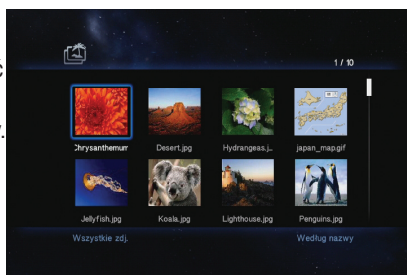 1 / 10
Chrysanthemum
Desert.jpg
Hydrangeas.j...
japan_map.gif
Jellyfish.jpg
Koala.jpg
Lighthouse.jpg
Penguins.jpg
Wszystkie zdj.
Według nazwy